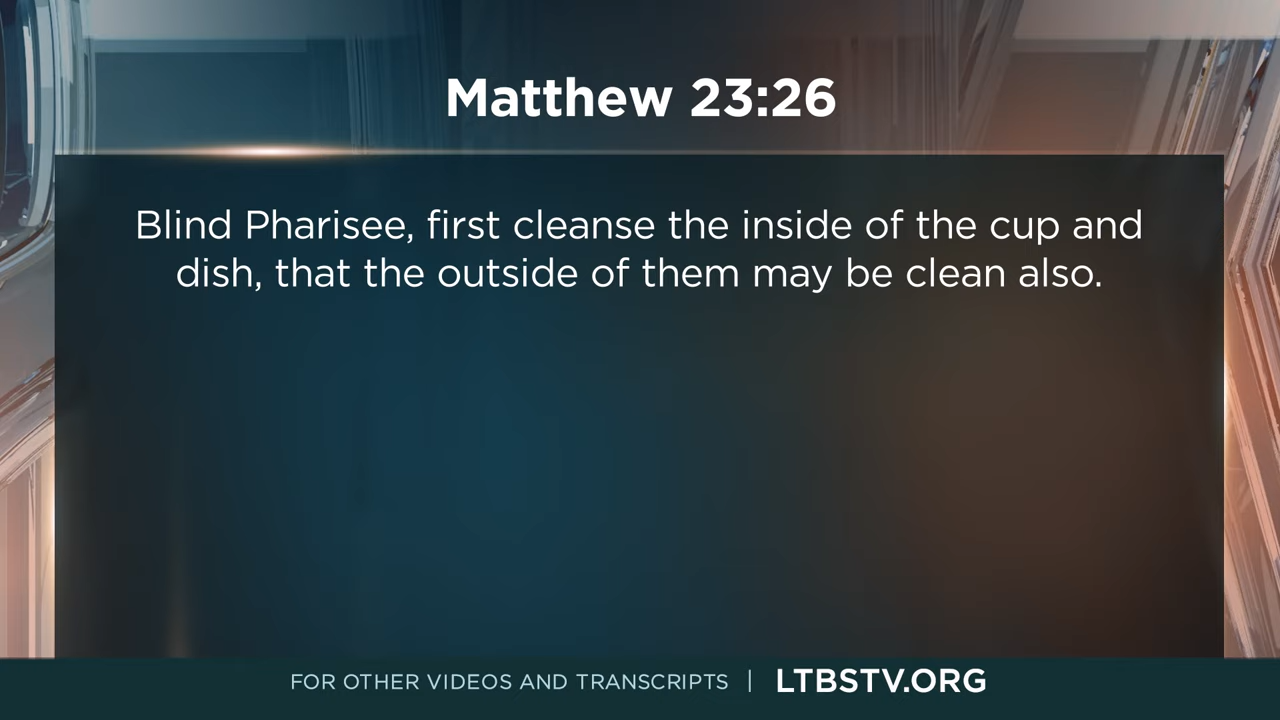 Matthew 23:26
Blind Pharisee, first cleanse the inside of the cup and
dish, that the outside of them may be clean also.
FOR OTHER VIDEOS AND TRANSCRIPTS | LTBSTV.ORG